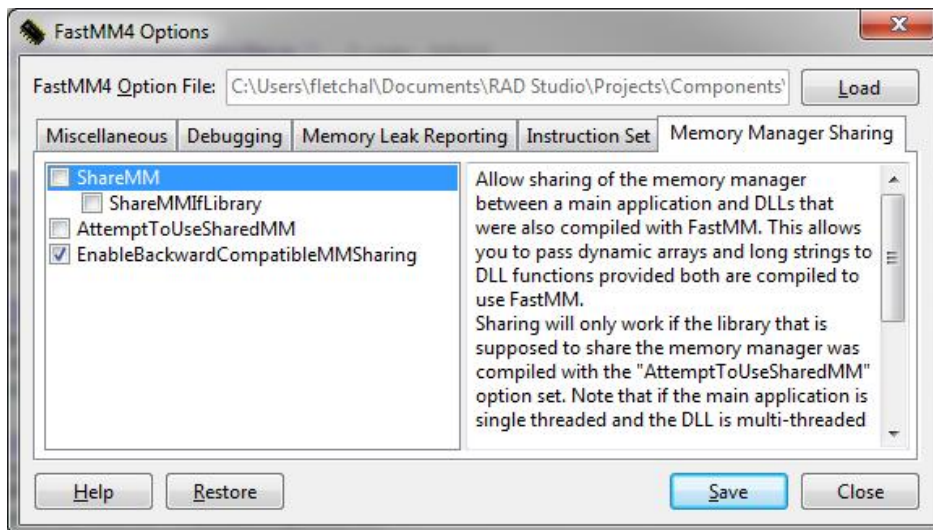 FastMM4 Options
FastMM4 Option File: C:\Users\fletchal\Documents\RAD Studio\Projects\Components\ Load
Miscellaneous Debugging Memory Leak Reporting Instruction Set Memory Manager Sharing
ShareMM
ShareMMIfLibrary
AttemptToUseSharedMM
EnableBackwardCompatibleMMSharing
Allow sharing of the memory manager
between a main application and DLLs that
were also compiled with FastMM. This allows
you to pass dynamic arrays and long strings to
DLL functions provided both are compiled to
use FastMM.
Sharing will only work if the library that is
supposed to share the memory manager was
compiled with the "AttemptToUseSharedMM"
option set. Note that if the main application is
single threaded and the DLL is multi-threaded
Help Restore Save Close